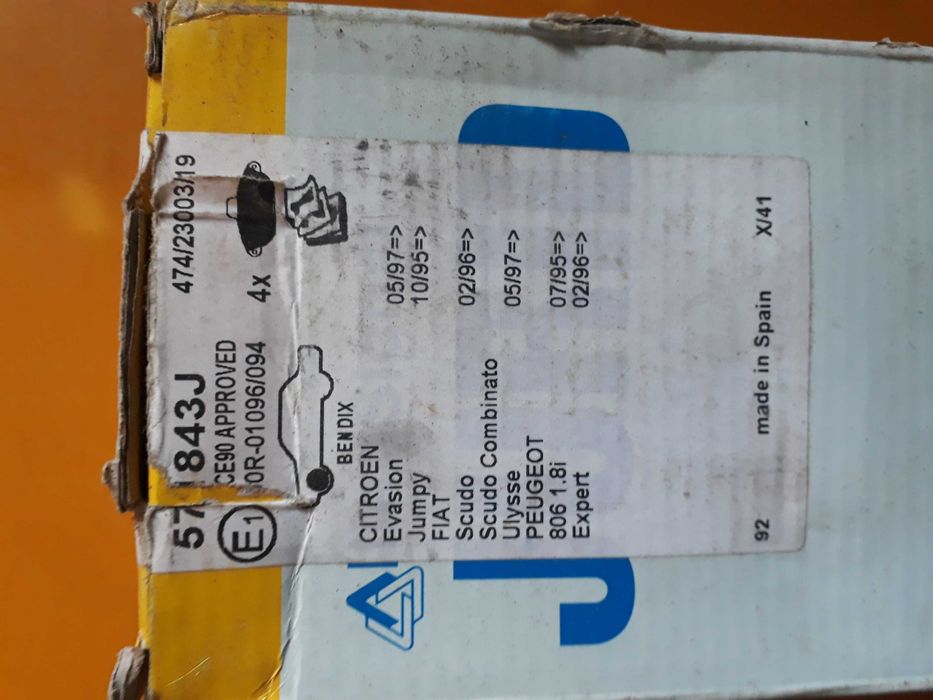 57 843J 474/23003/19
E1 CE90 APPROVED
0R-01096/094 4x
BENDIX
CITROEN
Evasion 05/97=>
Jumpy 10/95=>
FIAT
Scudo 02/96=>
Scudo Combinato
Ulysse 05/97=>
PEUGEOT
806 1.8i 07/95=>
Expert 02/96=>
92 made in Spain X/41